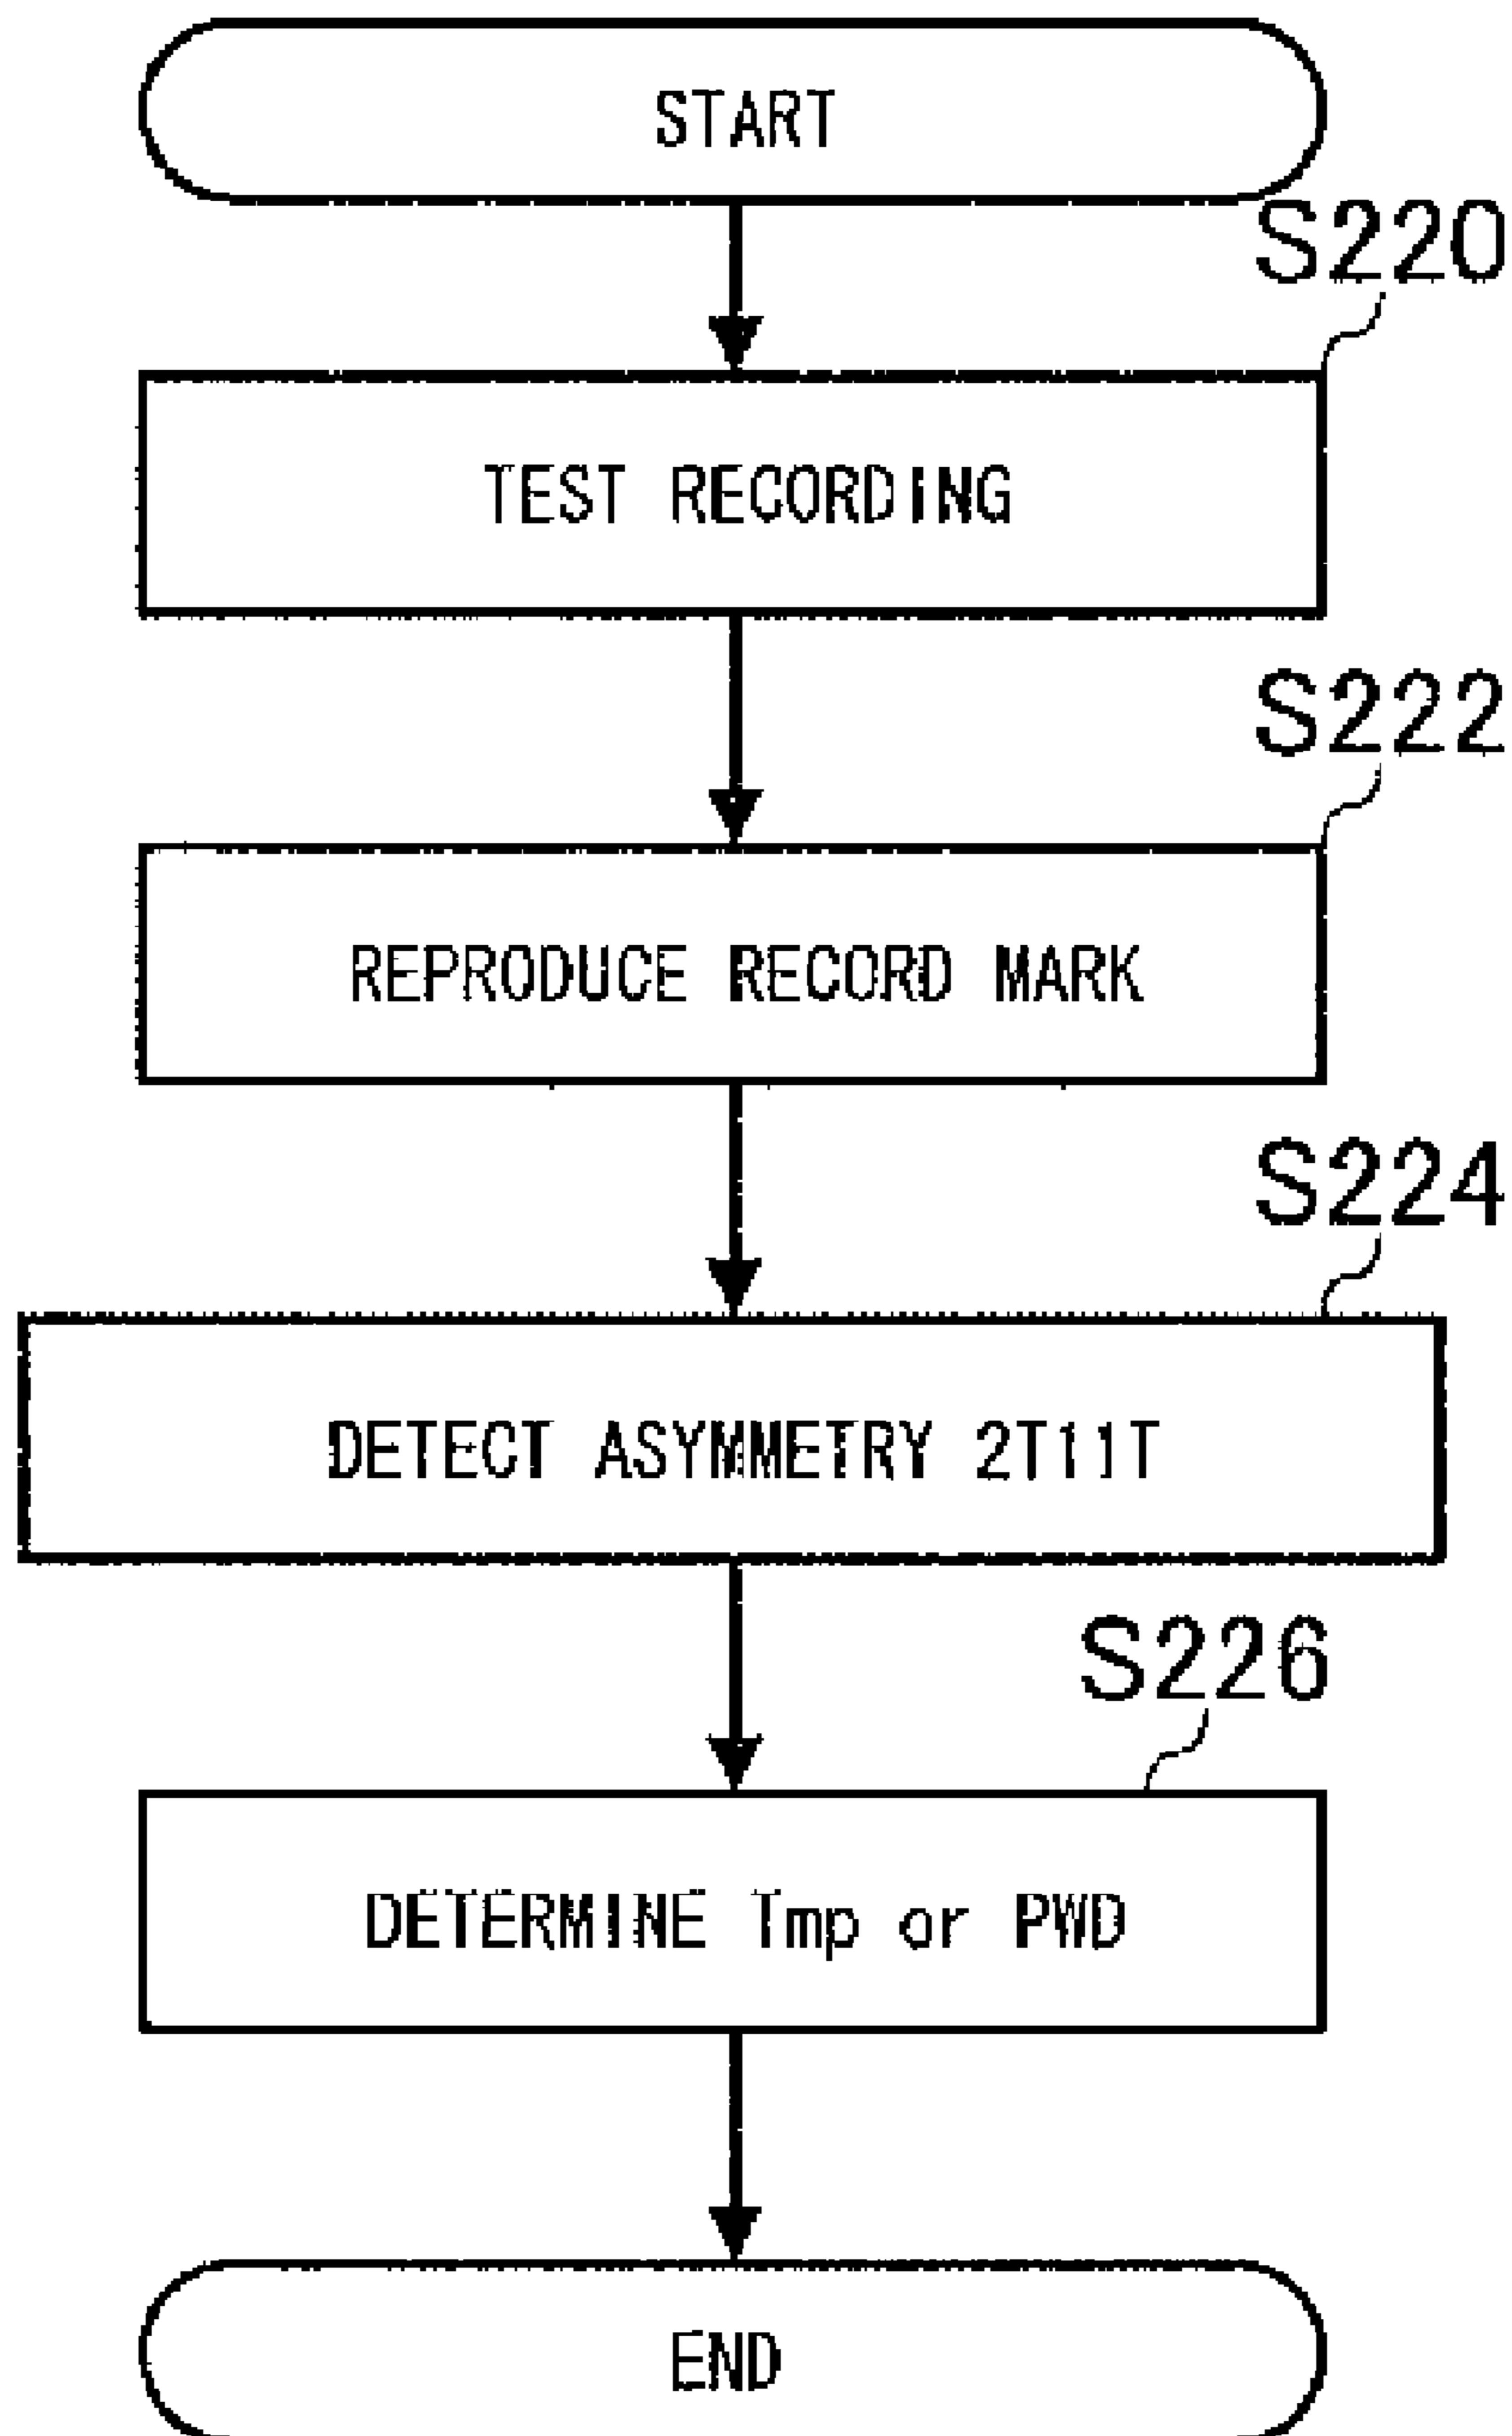 START
S220
TEST RECORDING
S222
REPRODUCE RECORD MARK
S224
DETECT ASYMMETRY 2T11T
S226
DETERMINE Tmp or PWD
END